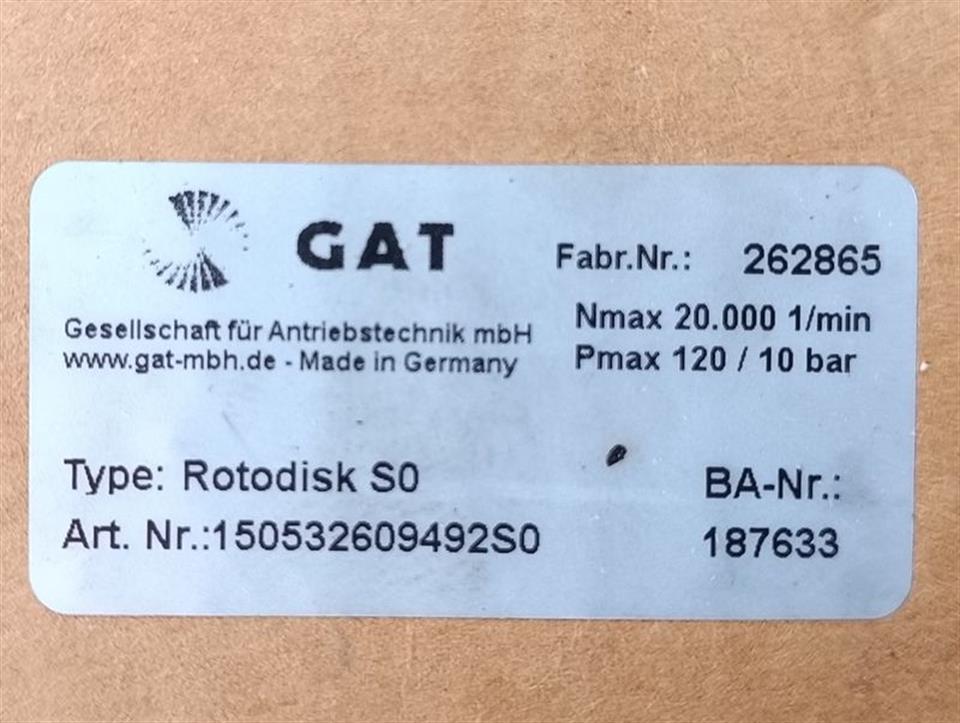 GAT
Gesellschaft für Antriebstechnik mbH
www.gat-mbh.de - Made in Germany
Fabr.Nr.: 262865
Nmax 20.000 1/min
Pmax 120 / 10 bar
Type: Rotodisk S0
Art. Nr.:150532609492S0
BA-Nr.:
187633